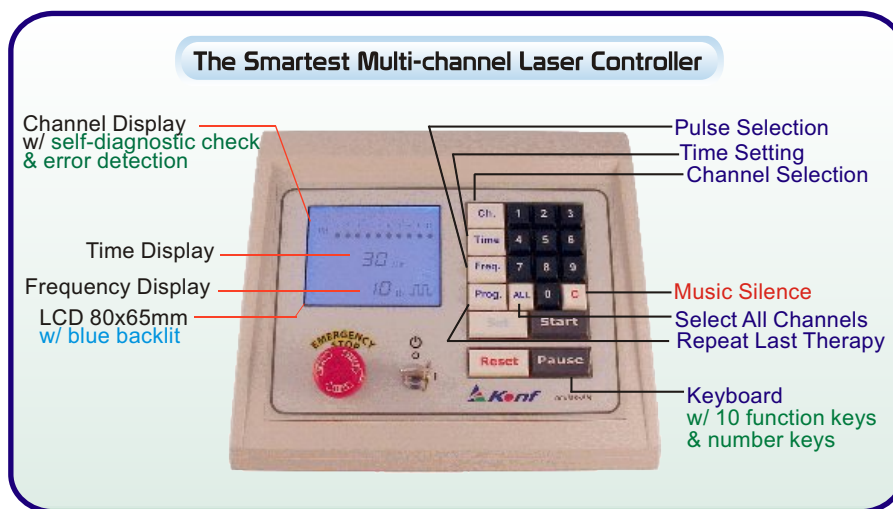 The Smartest Multi-channel Laser Controller
Channel Display
w/ self-diagnostic check
& error detection
Time Display
Frequency Display
LCD 80x65mm
w/ blue backlit
Pulse Selection
Time Setting
Channel Selection
Music Silence
Select All Channels
Repeat Last Therapy
Keyboard
w/ 10 function keys
& number keys
30
10
EMERGENCY
STOP
Ch. 1 2 3
Time 4 5 6
Freq. 7 8 9
Prog. ALL 0 C
Set Start
Reset Pause
Konf